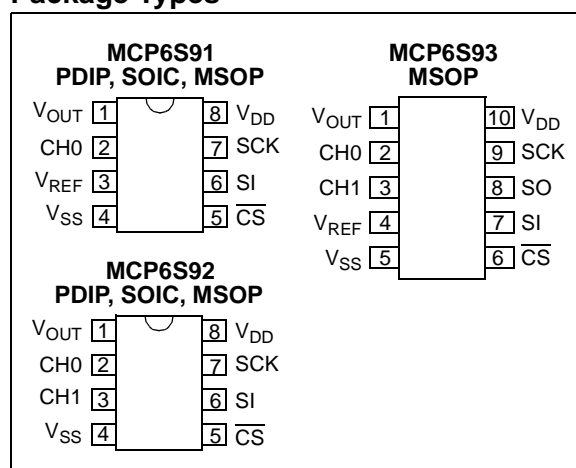 Package Types
MCP6S91
PDIP, SOIC, MSOP
VOUT 1 8 VDD
CH0 2 7 SCK
VREF 3 6 SI
VSS 4 5 CS
MCP6S92
PDIP, SOIC, MSOP
VOUT 1 8 VDD
CH0 2 7 SCK
CH1 3 6 SI
VSS 4 5 CS
MCP6S93
MSOP
VOUT 1 10 VDD
CH0 2 9 SCK
CH1 3 8 SO
VREF 4 7 SI
VSS 5 6 CS